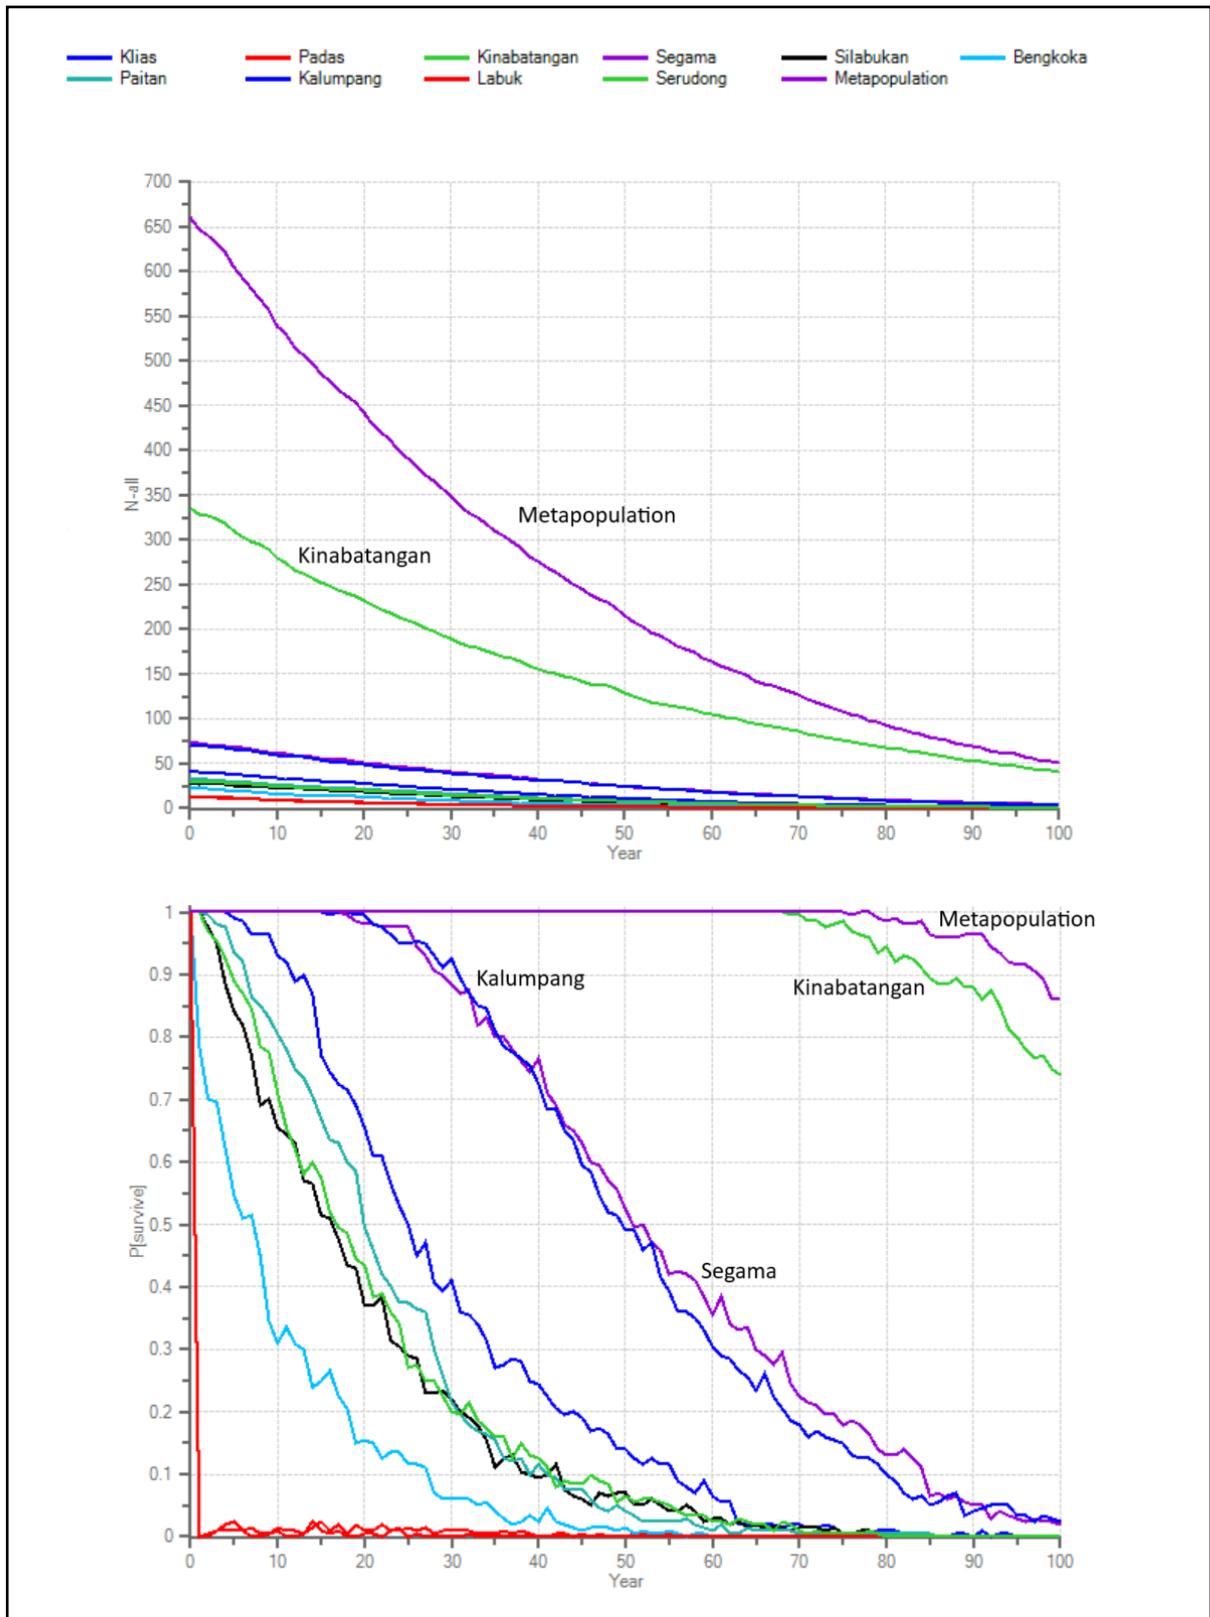 Klias Padas Kinabatangan Segama Silabukan Bengkoka
Paitan Kalumpang Labuk Serudong Metapopulation
700
650
600
550
500
450
400
350
300
250
200
150
100
50
0
N-all
Metapopulation
Kinabatangan
0 10 20 30 40 50 60 70 80 90 100
Year
1
0.9
0.8
0.7
0.6
0.5
0.4
0.3
0.2
0.1
0
P[survive]
Metapopulation
Kalumpang
Kinabatangan
Segama
0 10 20 30 40 50 60 70 80 90 100
Year